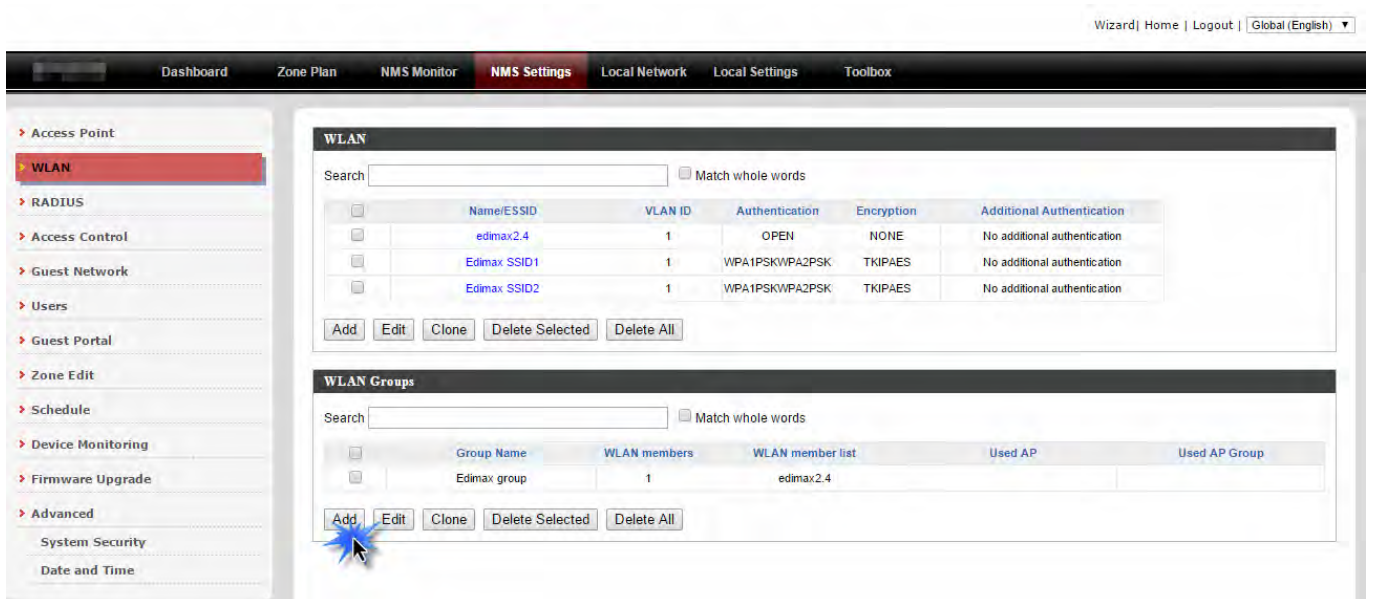 Wizard| Home | Logout | Global (English)
Dashboard Zone Plan NMS Monitor NMS Settings Local Network Local Settings Toolbox
Access Point
WLAN
RADIUS
Access Control
Guest Network
Users
Guest Portal
Zone Edit
Schedule
Device Monitoring
Firmware Upgrade
Advanced
System Security
Date and Time
WLAN
Search Match whole words
Name/ESSID VLAN ID Authentication Encryption Additional Authentication
edimax2.4 1 OPEN NONE No additional authentication
Edimax SSID1 1 WPA1PSKWPA2PSK TKIPAES No additional authentication
Edimax SSID2 1 WPA1PSKWPA2PSK TKIPAES No additional authentication
Add Edit Clone Delete Selected Delete All
WLAN Groups
Search Match whole words
Group Name WLAN members WLAN member list Used AP Used AP Group
Edimax group 1 edimax2.4
Add Edit Clone Delete Selected Delete All